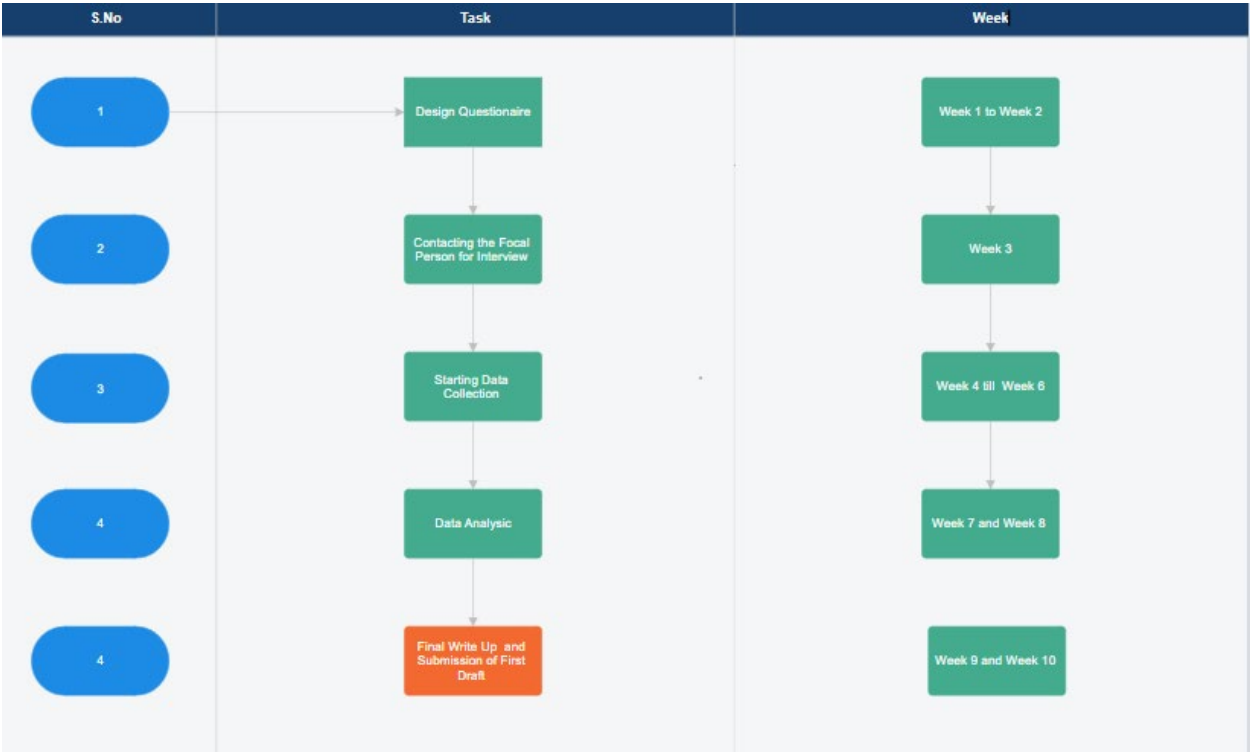 S.No
Task
Week
1
Design Questionaire
Week 1 to Week 2
2
Contacting the Focal
Person for Interview
Week 3
3
Starting Data
Collection
Week 4 till Week 6
4
Data Analysic
Week 7 and Week 8
4
Final Write Up and
Submission of First
Draft
Week 9 and Week 10